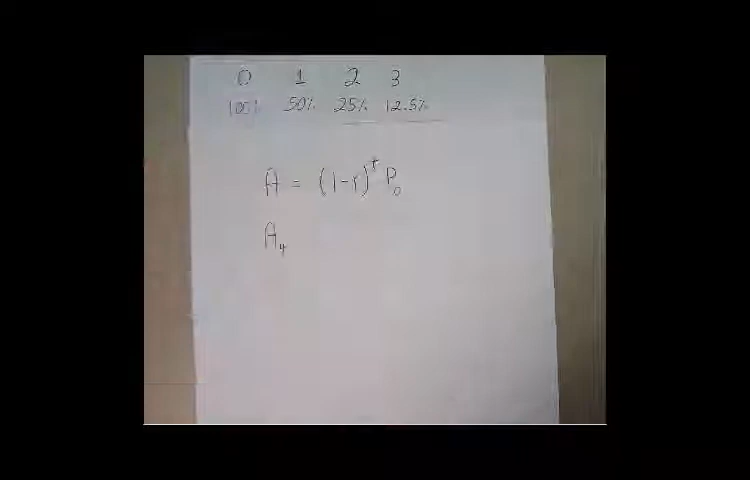 0 1 2 3
100% 50% 25% 12.5%
A = (1-r)^t P₀
A₄